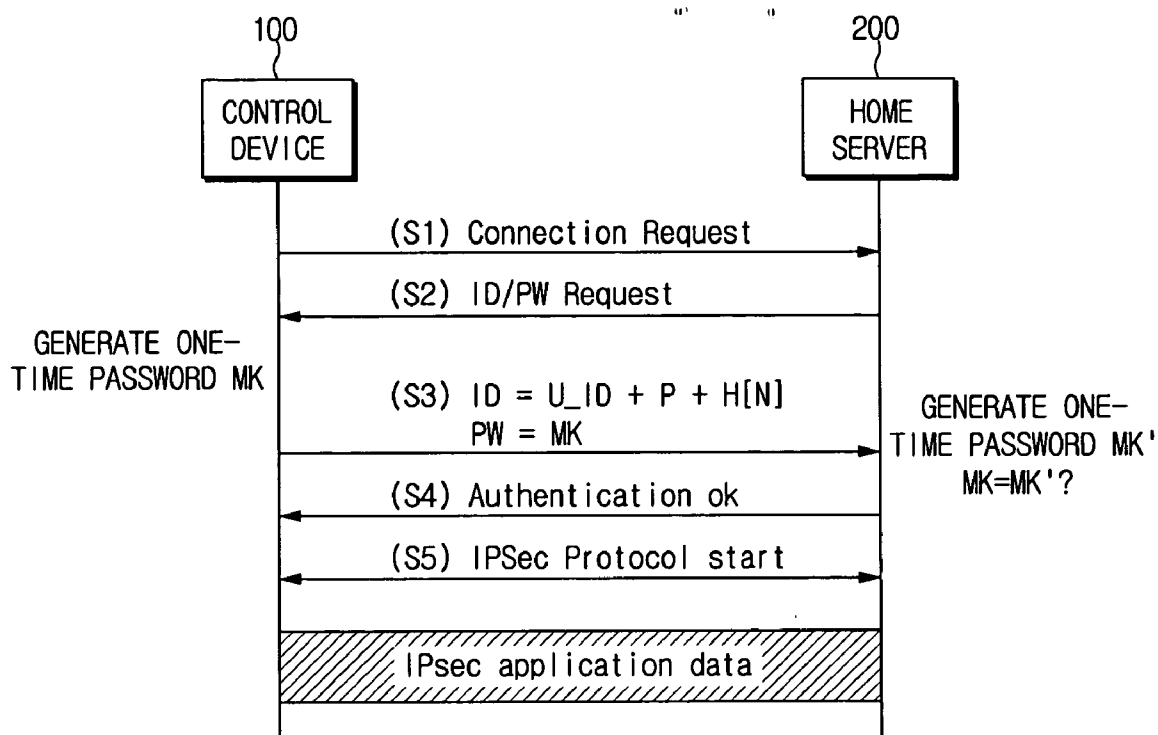 100
200
CONTROL
DEVICE
HOME
SERVER
(S1) Connection Request
(S2) ID/PW Request
GENERATE ONE-
TIME PASSWORD MK
(S3) ID = U_ID + P + H[N]
PW = MK
GENERATE ONE-
TIME PASSWORD MK'
MK=MK'?
(S4) Authentication ok
(S5) IPSec Protocol start
IPsec application data